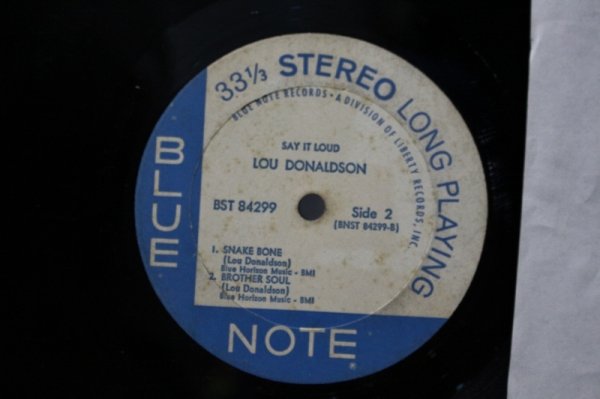 33 1/3 STEREO LONG PLAYING
BLUE NOTE RECORDS • A DIVISION OF LIBERTY RECORDS, INC.
SAY IT LOUD
LOU DONALDSON
BST 84299
Side 2
(BNST 84299-B)
1. SNAKE BONE
(Lou Donaldson)
Blue Horizon Music - BMI
2. BROTHER SOUL
(Lou Donaldson)
Blue Horizon Music - BMI
BLUE
NOTE ®